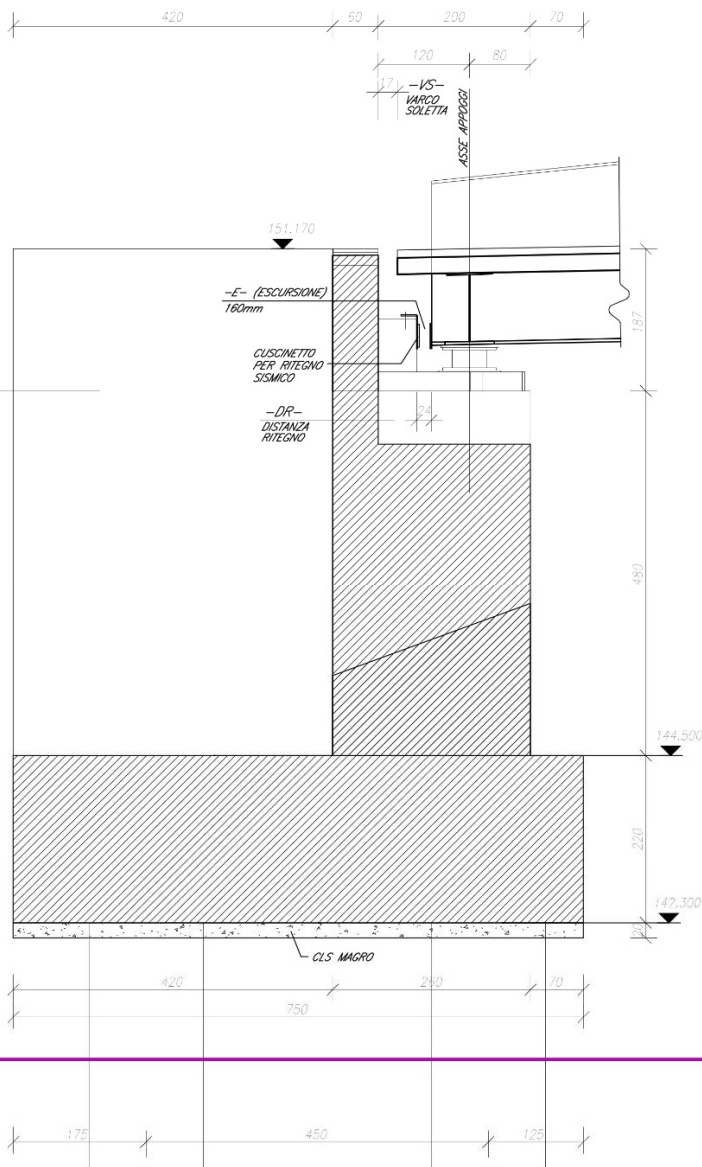 420
60
200
70
120
80
17
-VS-
VARCO
SOLETTA
ASSE APPOGGI
151.170
-E- (ESCURSIONE)
160mm
187
CUSCINETTO
PER RITEGNO
SISMICO
-DR-
DISTANZA
RITEGNO
24
480
144.500
220
142.300
20
CLS MAGRO
420
260
70
750
175
450
125